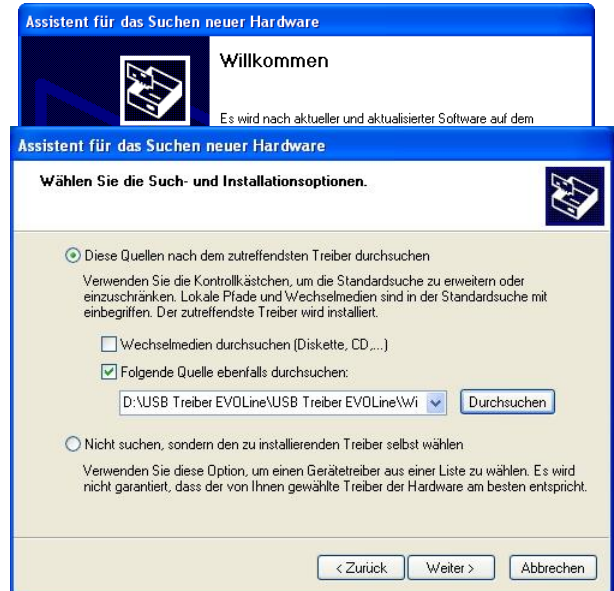 Assistent für das Suchen neuer Hardware
Willkommen
Es wird nach aktueller und aktualisierter Software auf dem
Assistent für das Suchen neuer Hardware
Wählen Sie die Such- und Installationsoptionen.
Diese Quellen nach dem zutreffendsten Treiber durchsuchen
Verwenden Sie die Kontrollkästchen, um die Standardsuche zu erweitern oder
einzuschränken. Lokale Pfade und Wechselmedien sind in der Standardsuche mit
einbegriffen. Der zutreffendste Treiber wird installiert.
Wechselmedien durchsuchen (Diskette, CD,...)
Folgende Quelle ebenfalls durchsuchen:
D:\USB Treiber EVOLine\USB Treiber EVOLine\Wi
Durchsuchen
Nicht suchen, sondern den zu installierenden Treiber selbst wählen
Verwenden Sie diese Option, um einen Gerätetreiber aus einer Liste zu wählen. Es wird
nicht garantiert, dass der von Ihnen gewählte Treiber der Hardware am besten entspricht.
< Zurück
Weiter >
Abbrechen